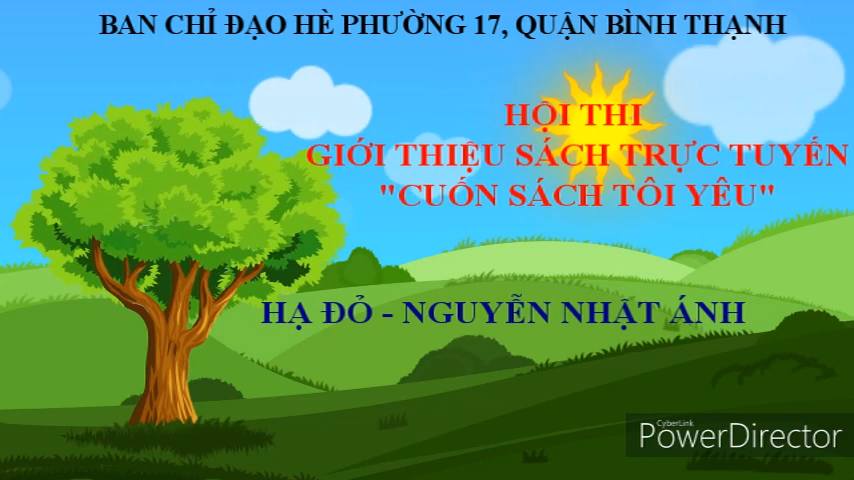 BAN CHỈ ĐẠO HÈ PHƯỜNG 17, QUẬN BÌNH THẠNH
HỘI THI
GIỚI THIỆU SÁCH TRỰC TUYẾN
"CUỐN SÁCH TÔI YÊU"
HẠ ĐỎ - NGUYỄN NHẬT ÁNH
CyberLink
PowerDirector